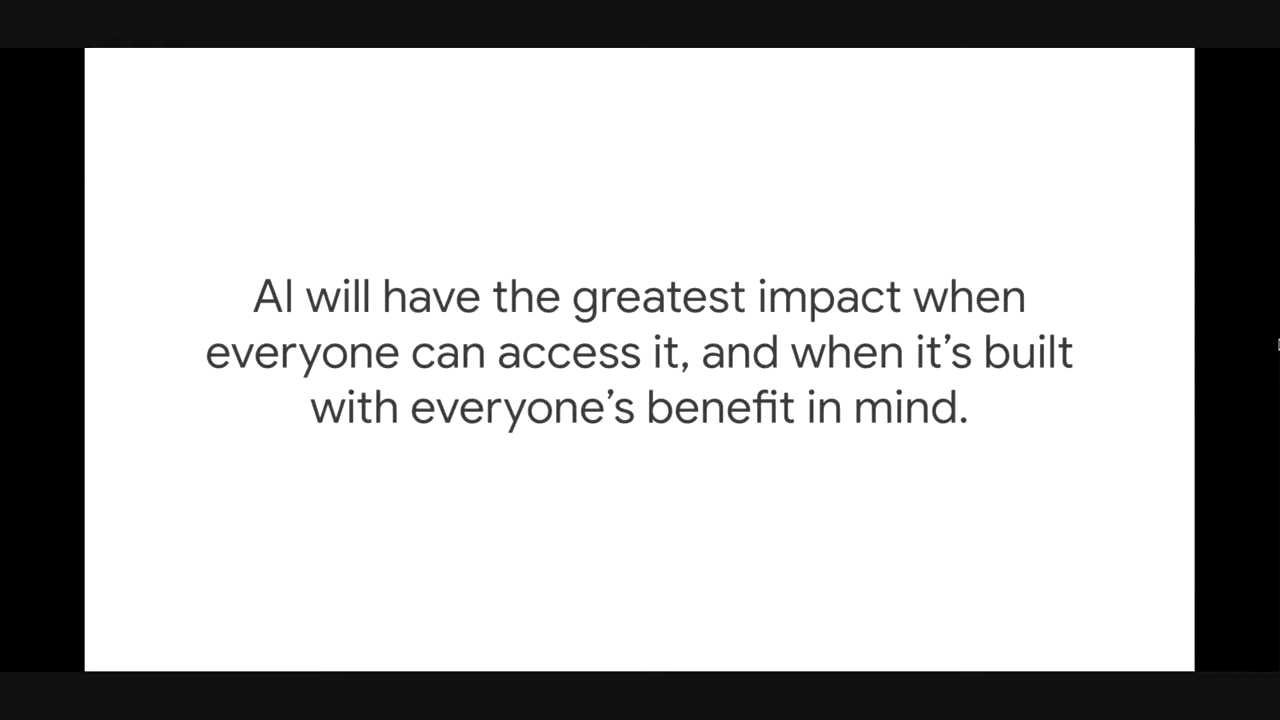 AI will have the greatest impact when
everyone can access it, and when it’s built
with everyone’s benefit in mind.